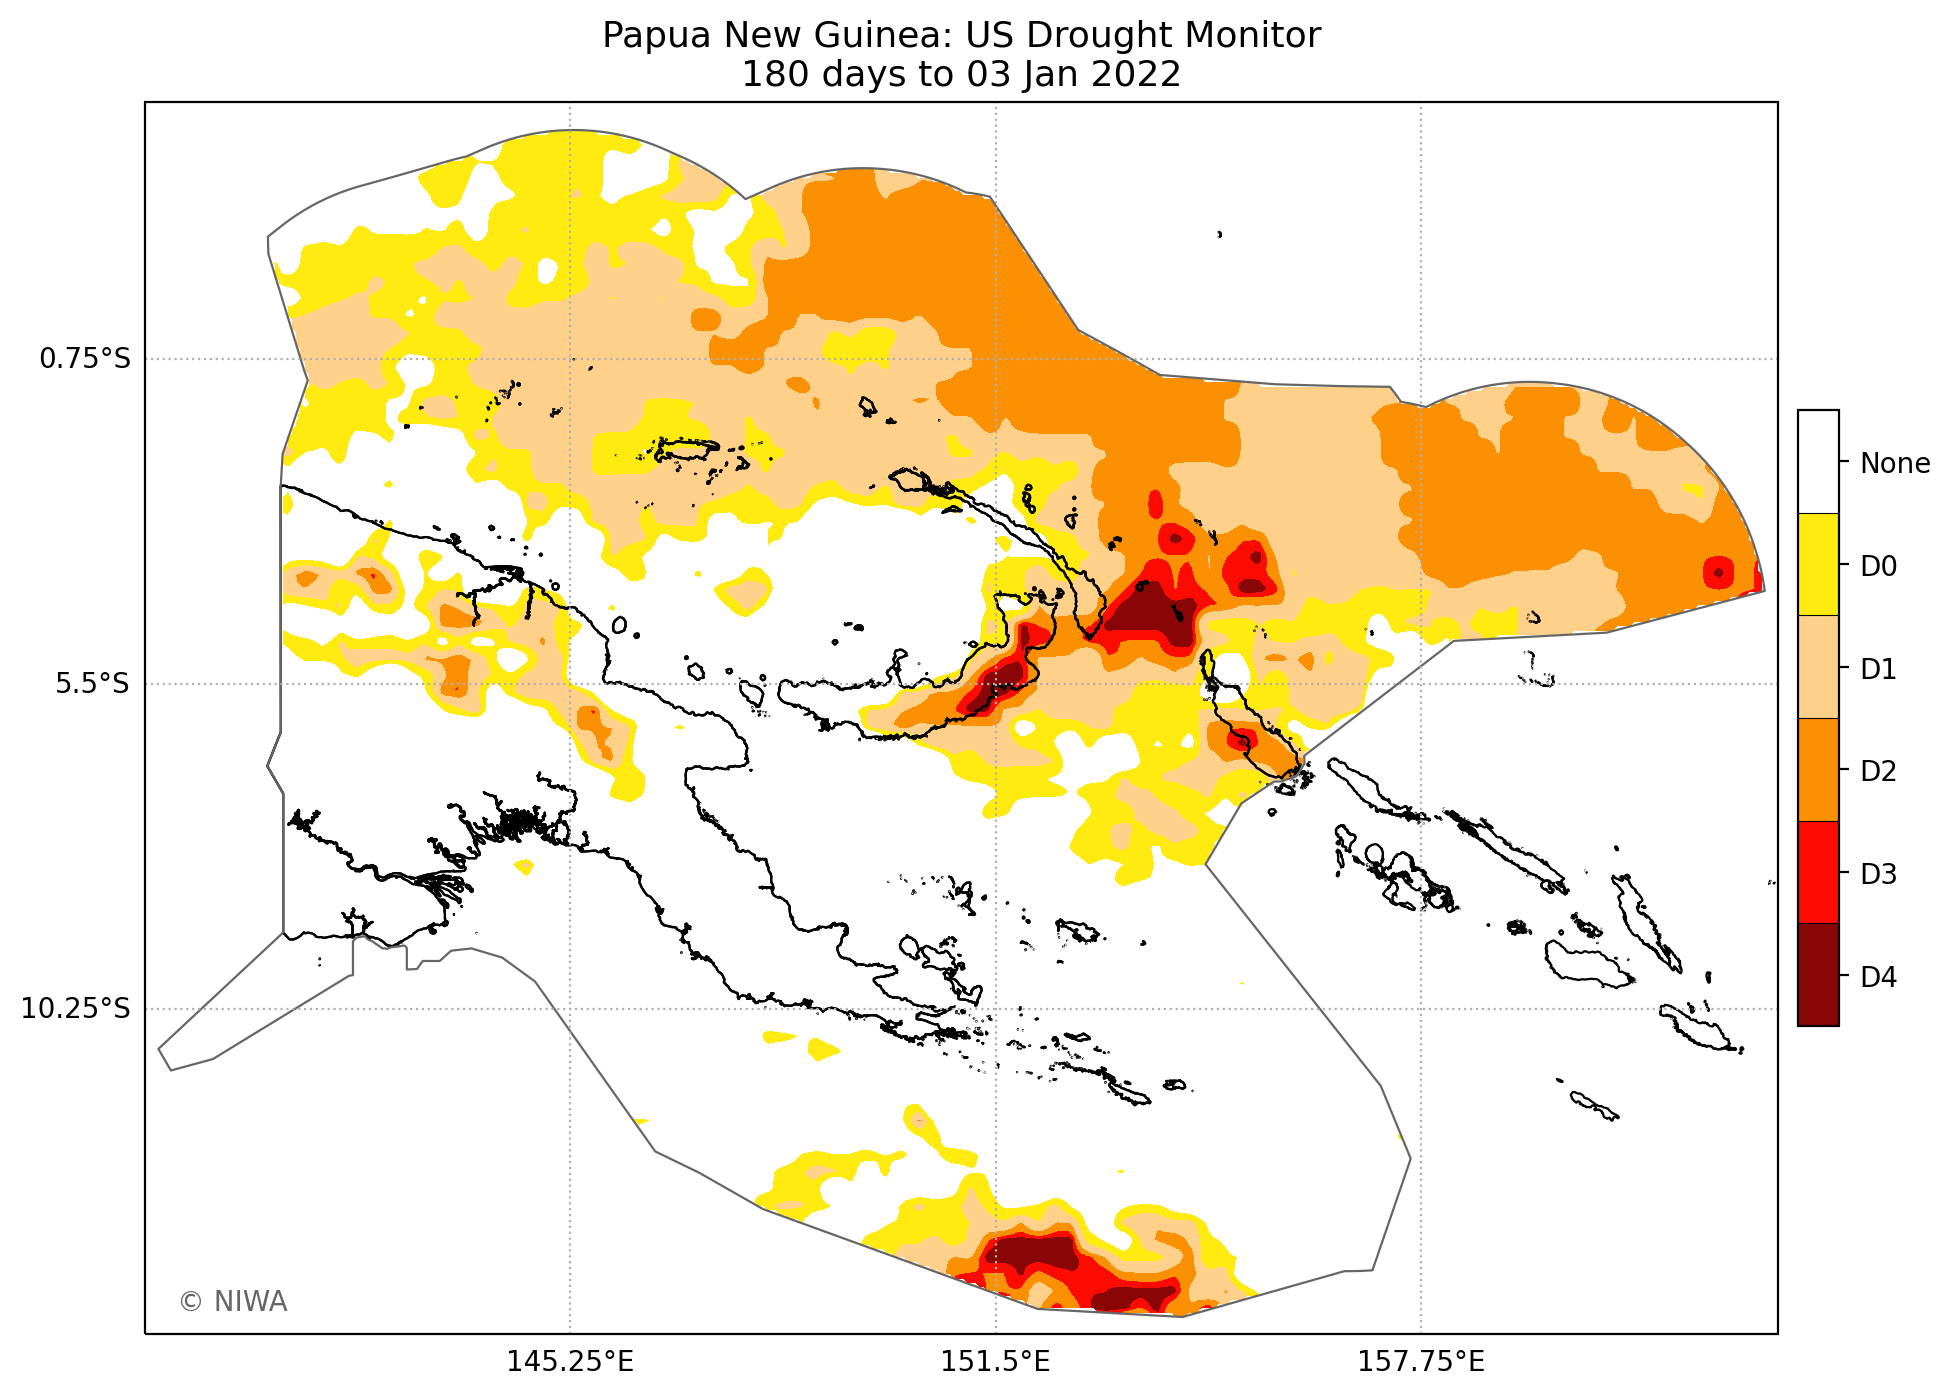 Papua New Guinea: US Drought Monitor
180 days to 03 Jan 2022
0.75°S
5.5°S
10.25°S
145.25°E
151.5°E
157.75°E
None
D0
D1
D2
D3
D4
© NIWA